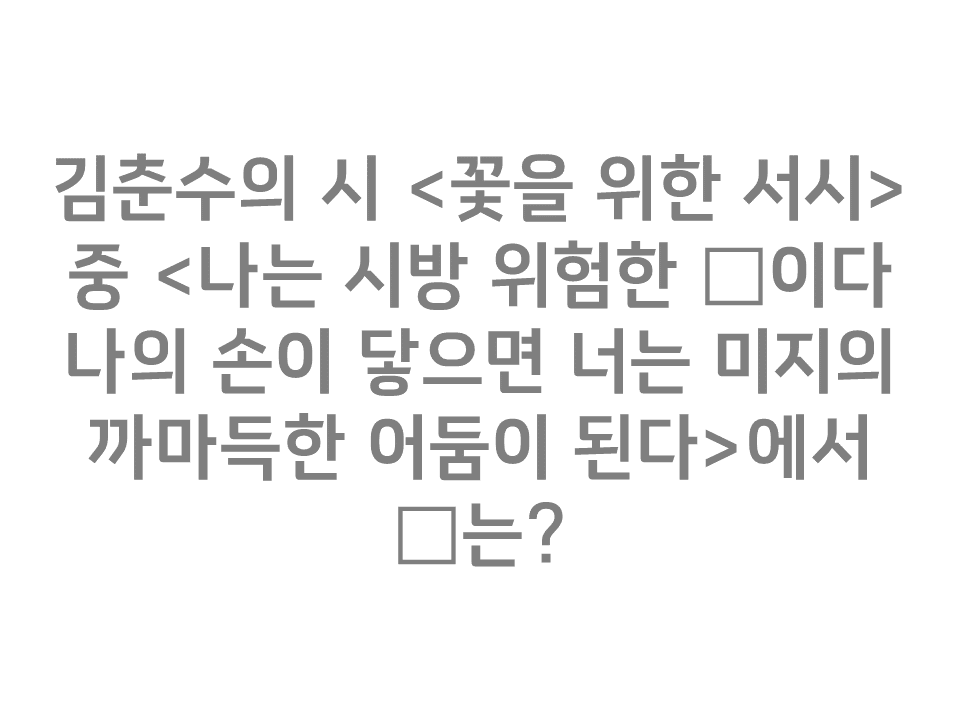 김춘수의 시 <꽃을 위한 서시>
중 <나는 시방 위험한 □이다
나의 손이 닿으면 너는 미지의
까마득한 어둠이 된다>에서
□는?